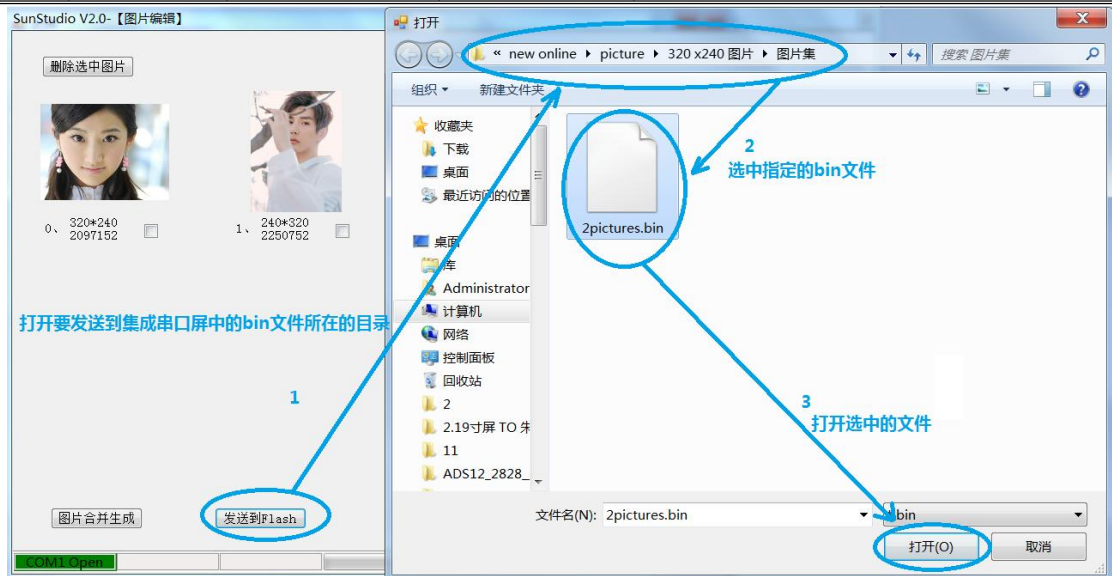 SunStudio V2.0-【图片编辑】
删除选中图片
0、 320*240
2097152
1、 240*320
2250752
打开要发送到集成串口屏中的bin文件所在的目录
1
图片合并生成
发送到Flash
COM1 Open
打开
« new online picture 320 x240 图片 图片集
搜索 图片集
组织
新建文件夹
收藏夹
下载
桌面
最近访问的位置
桌面
库
Administrator
计算机
网络
控制面板
回收站
2
2.19寸屏 TO 朱
11
ADS12_2828_
2pictures.bin
2
选中指定的bin文件
3
打开选中的文件
文件名(N): 2pictures.bin
bin
打开(O)
取消